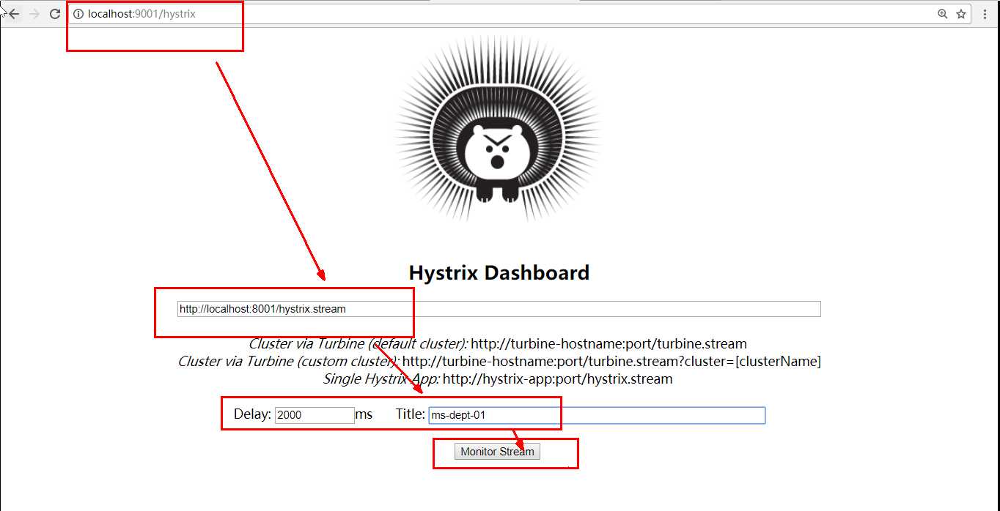 localhost:9001/hystrix
Hystrix Dashboard
http://localhost:8001/hystrix.stream
Cluster via Turbine (default cluster): http://turbine-hostname:port/turbine.stream
Cluster via Turbine (custom cluster): http://turbine-hostname:port/turbine.stream?cluster=[clusterName]
Single Hystrix App: http://hystrix-app:port/hystrix.stream
Delay: 2000 ms Title: ms-dept-01
Monitor Stream